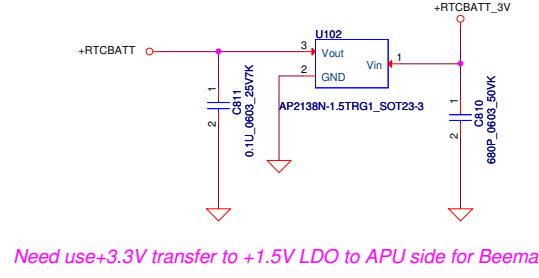 +RTCBATT_3V
U102
+RTCBATT
3
Vout
1
Vin
2
GND
AP2138N-1.5TRG1_SOT23-3
1
2
C811
0.1U_0603_25V7K
1
2
C810
680P_0603_50VK
Need use+3.3V transfer to +1.5V LDO to APU side for Beema